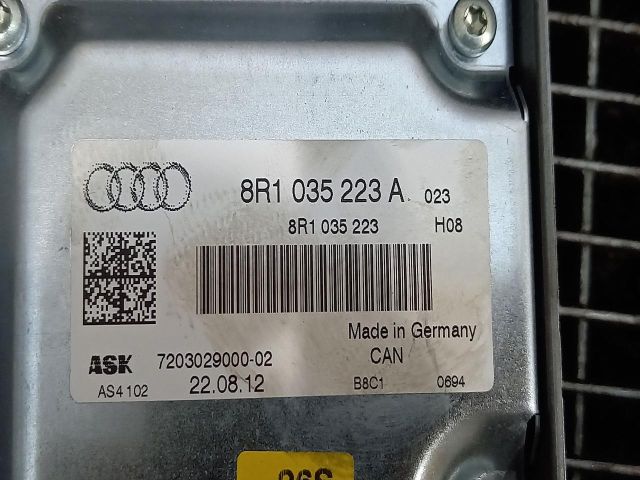 8R1 035 223 A 023
8R1 035 223 H08
Made in Germany
ASK 7203029000-02 CAN
AS4 102 22.08.12 B8C1 0694